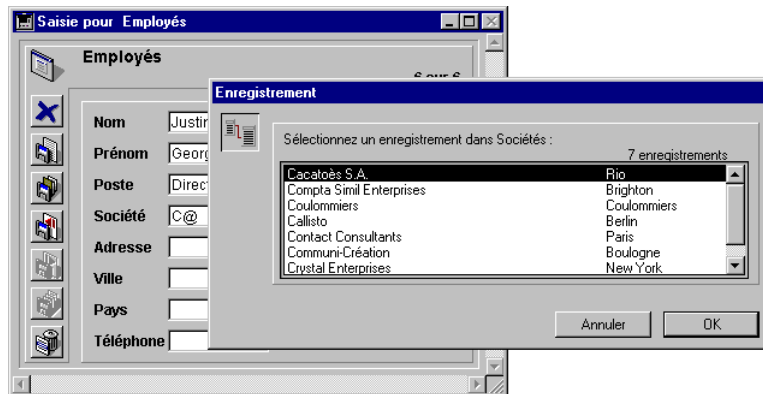 Saisie pour Employés
Employés
6 sur 6
Nom Justin
Prénom Georg
Poste Direc
Société C@
Adresse
Ville
Pays
Téléphone
Enregistrement
Sélectionnez un enregistrement dans Sociétés :
7 enregistrements
Cacatoès S.A. Rio
Compta Simil Enterprises Brighton
Coulommiers Coulommiers
Callisto Berlin
Contact Consultants Paris
Communi-Création Boulogne
Crystal Enterprises New York
Annuler OK